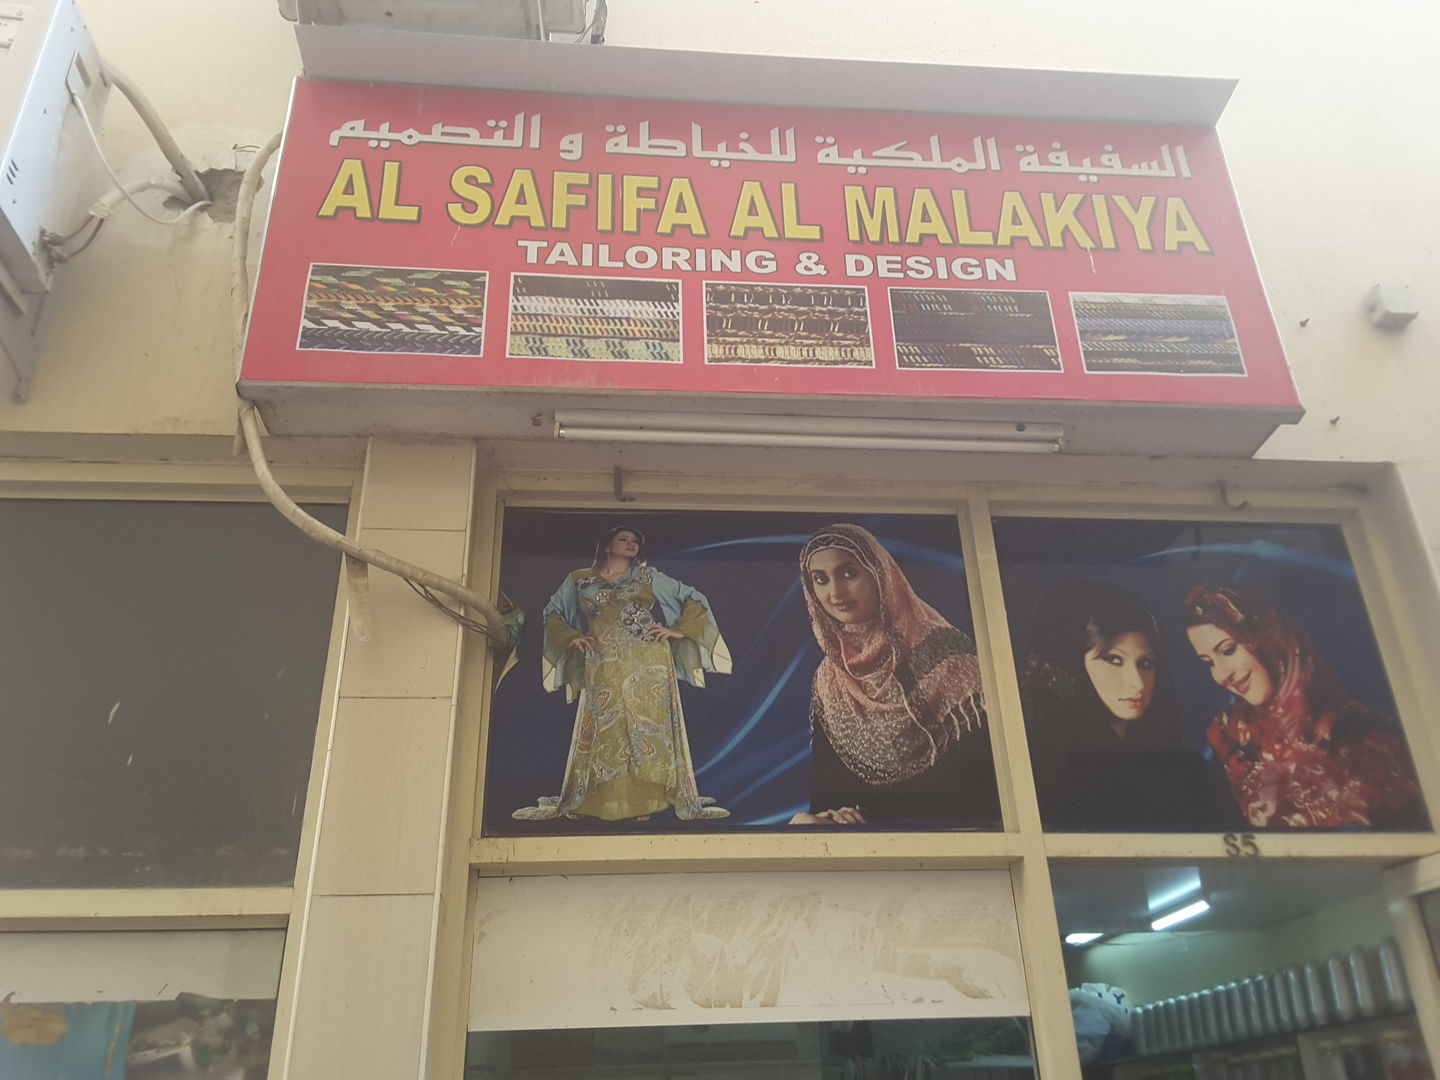 السفيفة الملكية للخياطة و التصميم
AL SAFIFA AL MALAKIYA
TAILORING & DESIGN
S5